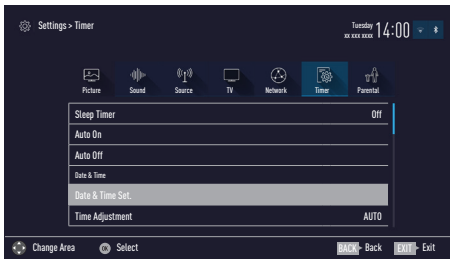 Settings > Timer
Tuesday
xx xxx xxxx
14:00
Picture Sound Source TV Network Timer Parental
Sleep Timer Off
Auto On
Auto Off
Date & Time
Date & Time Set.
Time Adjustment AUTO
Change Area OK Select BACK Back EXIT Exit